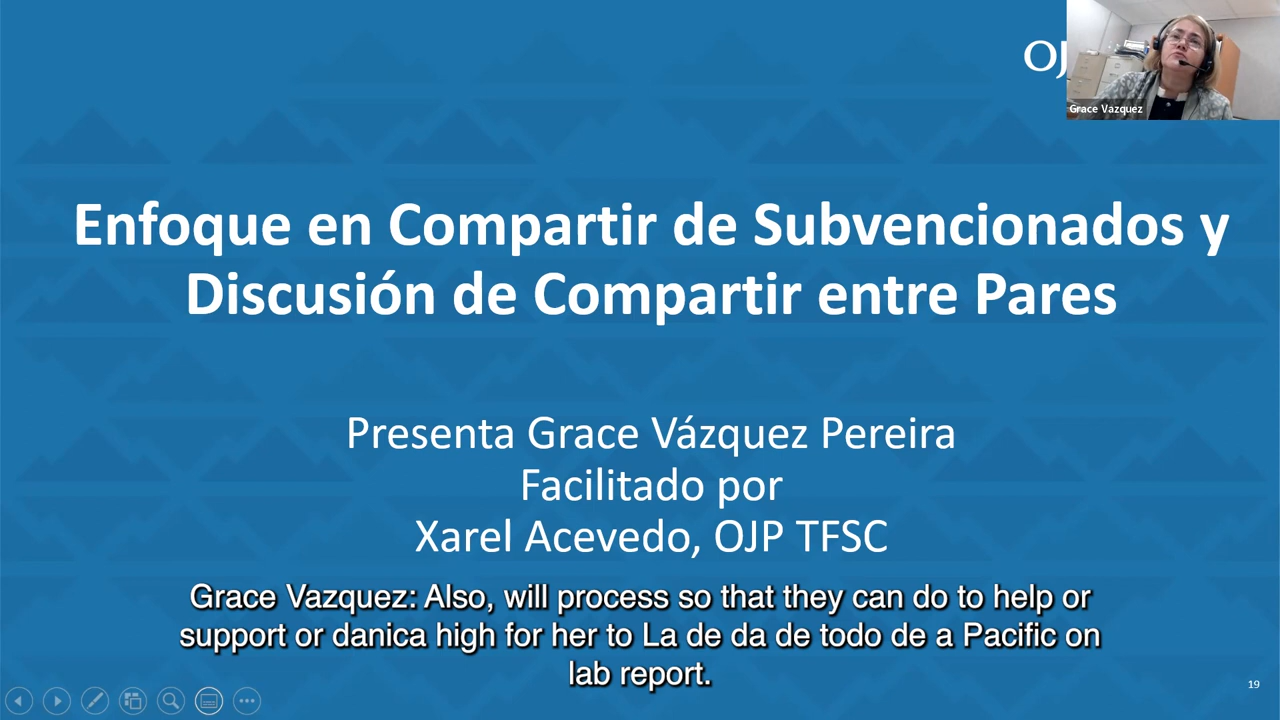 OJ
Grace Vazquez
Enfoque en Compartir de Subvencionados y
Discusión de Compartir entre Pares
Presenta Grace Vázquez Pereira
Facilitado por
Xarel Acevedo, OJP TFSC
Grace Vazquez: Also, will process so that they can do to help or
support or danica high for her to La de da de todo de a Pacific on
lab report.
19